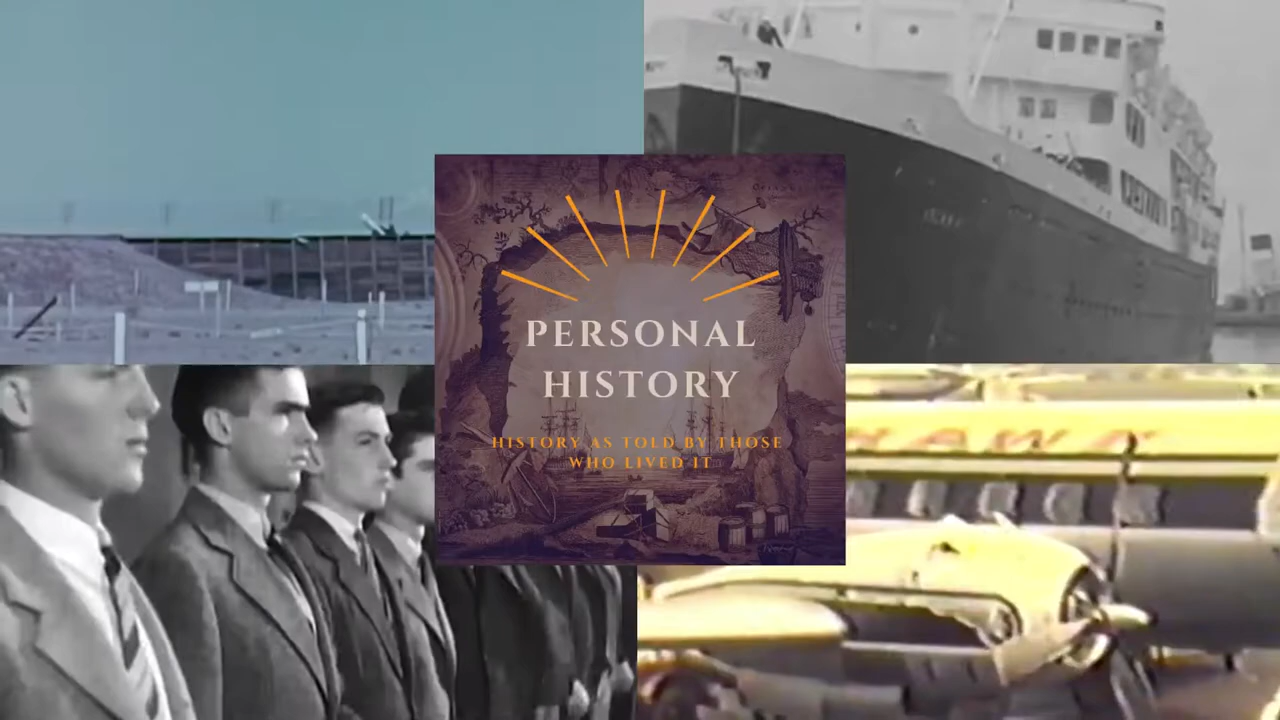 PERSONAL
HISTORY
HISTORY AS TOLD BY THOSE
WHO LIVED IT